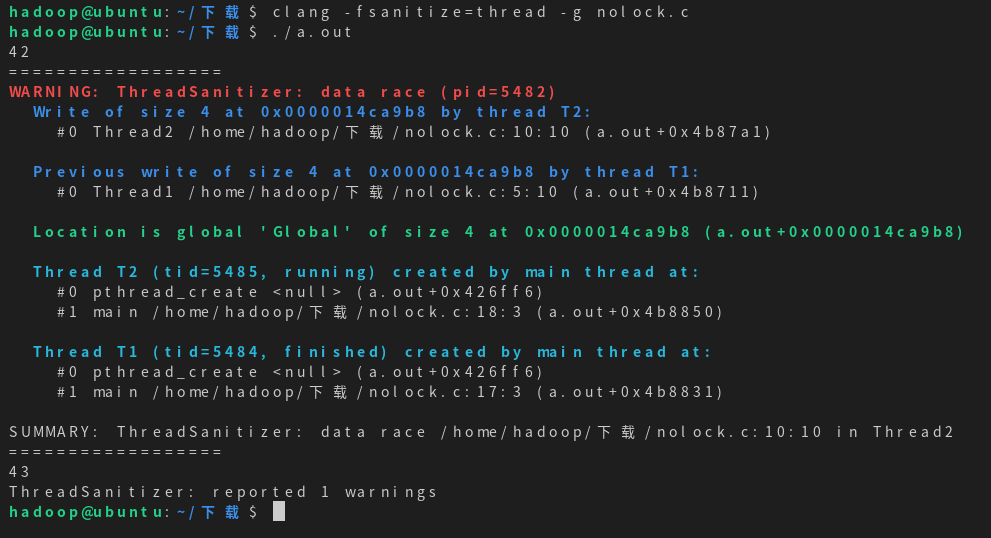 hadoop@ubuntu:~/下载$ clang -fsanitize=thread -g nolock.c
hadoop@ubuntu:~/下载$ ./a.out
42
==================
WARNING: ThreadSanitizer: data race (pid=5482)
  Write of size 4 at 0x0000014ca9b8 by thread T2:
    #0 Thread2 /home/hadoop/下载/nolock.c:10:10 (a.out+0x4b87a1)

  Previous write of size 4 at 0x0000014ca9b8 by thread T1:
    #0 Thread1 /home/hadoop/下载/nolock.c:5:10 (a.out+0x4b8711)

  Location is global 'Global' of size 4 at 0x0000014ca9b8 (a.out+0x0000014ca9b8)

  Thread T2 (tid=5485, running) created by main thread at:
    #0 pthread_create <null> (a.out+0x426ff6)
    #1 main /home/hadoop/下载/nolock.c:18:3 (a.out+0x4b8850)

  Thread T1 (tid=5484, finished) created by main thread at:
    #0 pthread_create <null> (a.out+0x426ff6)
    #1 main /home/hadoop/下载/nolock.c:17:3 (a.out+0x4b8831)

SUMMARY: ThreadSanitizer: data race /home/hadoop/下载/nolock.c:10:10 in Thread2
==================
43
ThreadSanitizer: reported 1 warnings
hadoop@ubuntu:~/下载$